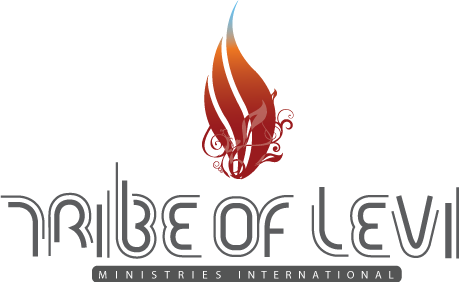 TRIBE OF LEVI
MINISTRIES INTERNATIONAL